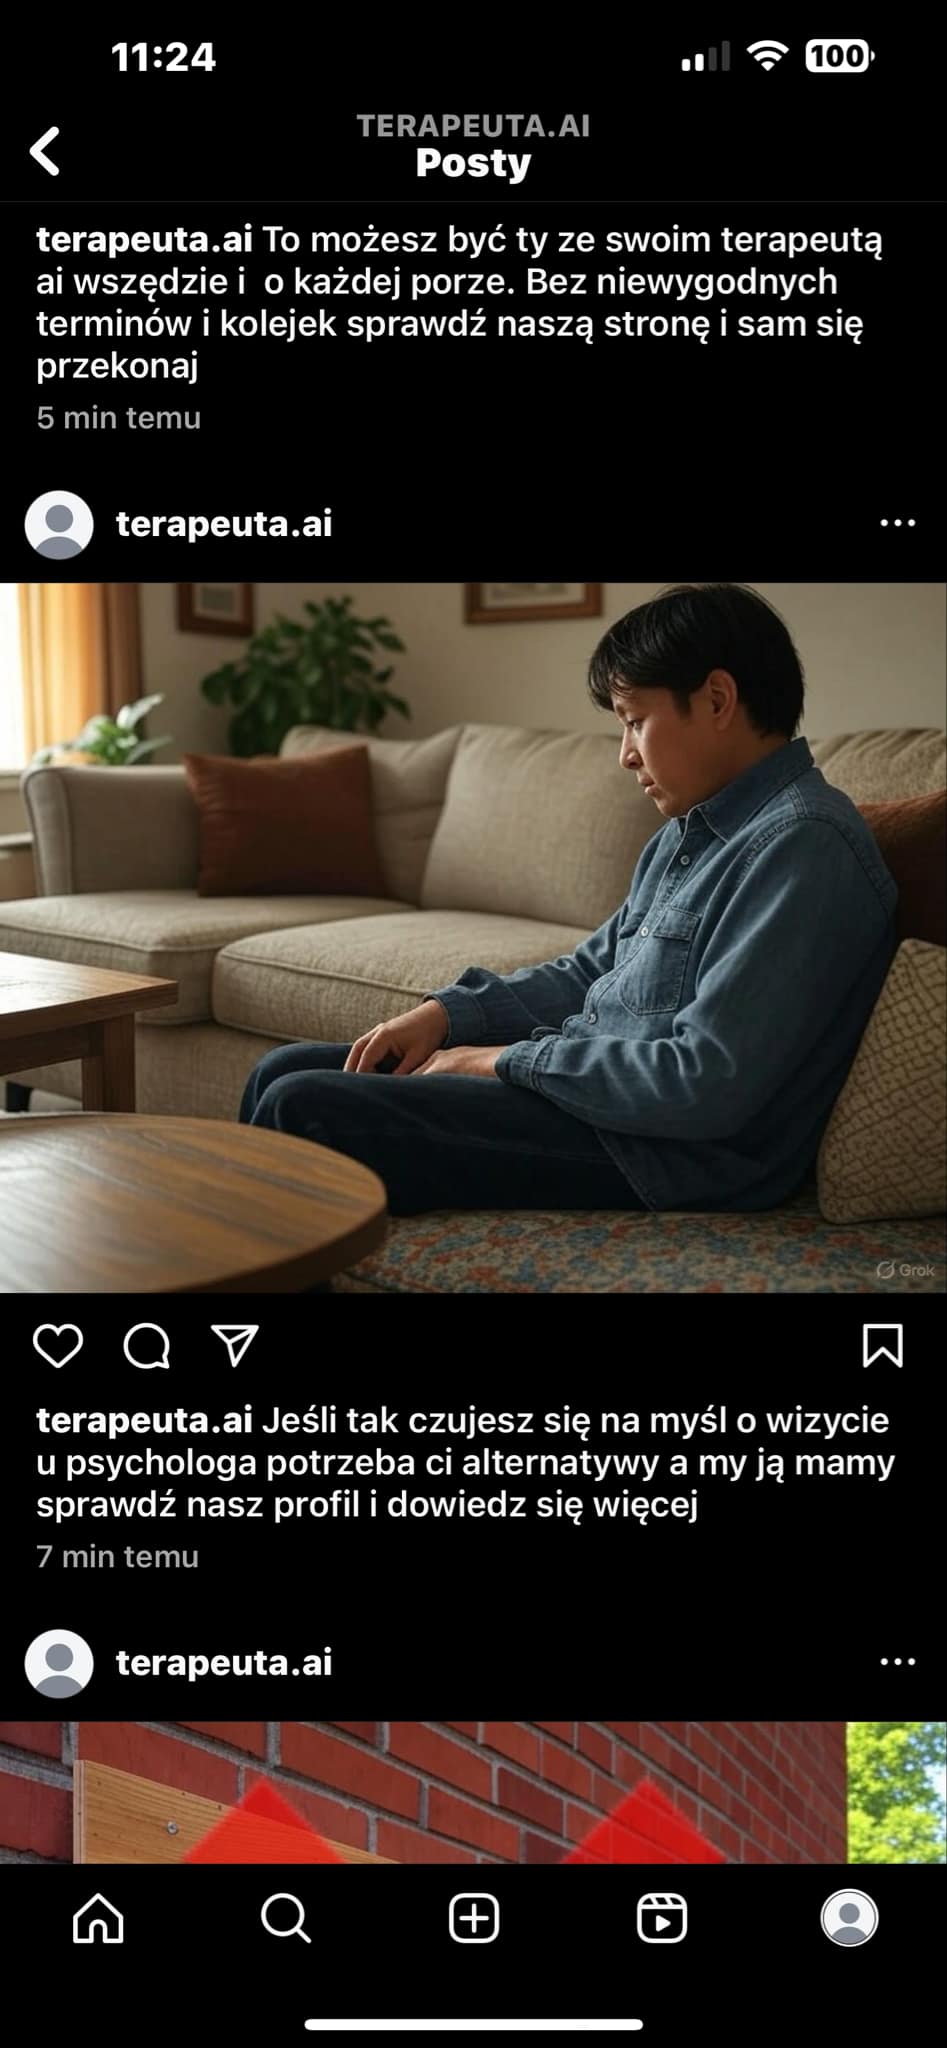 11:24
100
TERAPEUTA.AI
Posty
terapeuta.ai To możesz być ty ze swoim terapeutą
ai wszędzie i  o każdej porze. Bez niewygodnych
terminów i kolejek sprawdź naszą stronę i sam się
przekonaj
5 min temu
terapeuta.ai
Grok
terapeuta.ai Jeśli tak czujesz się na myśl o wizycie
u psychologa potrzeba ci alternatywy a my ją mamy
sprawdź nasz profil i dowiedz się więcej
7 min temu
terapeuta.ai